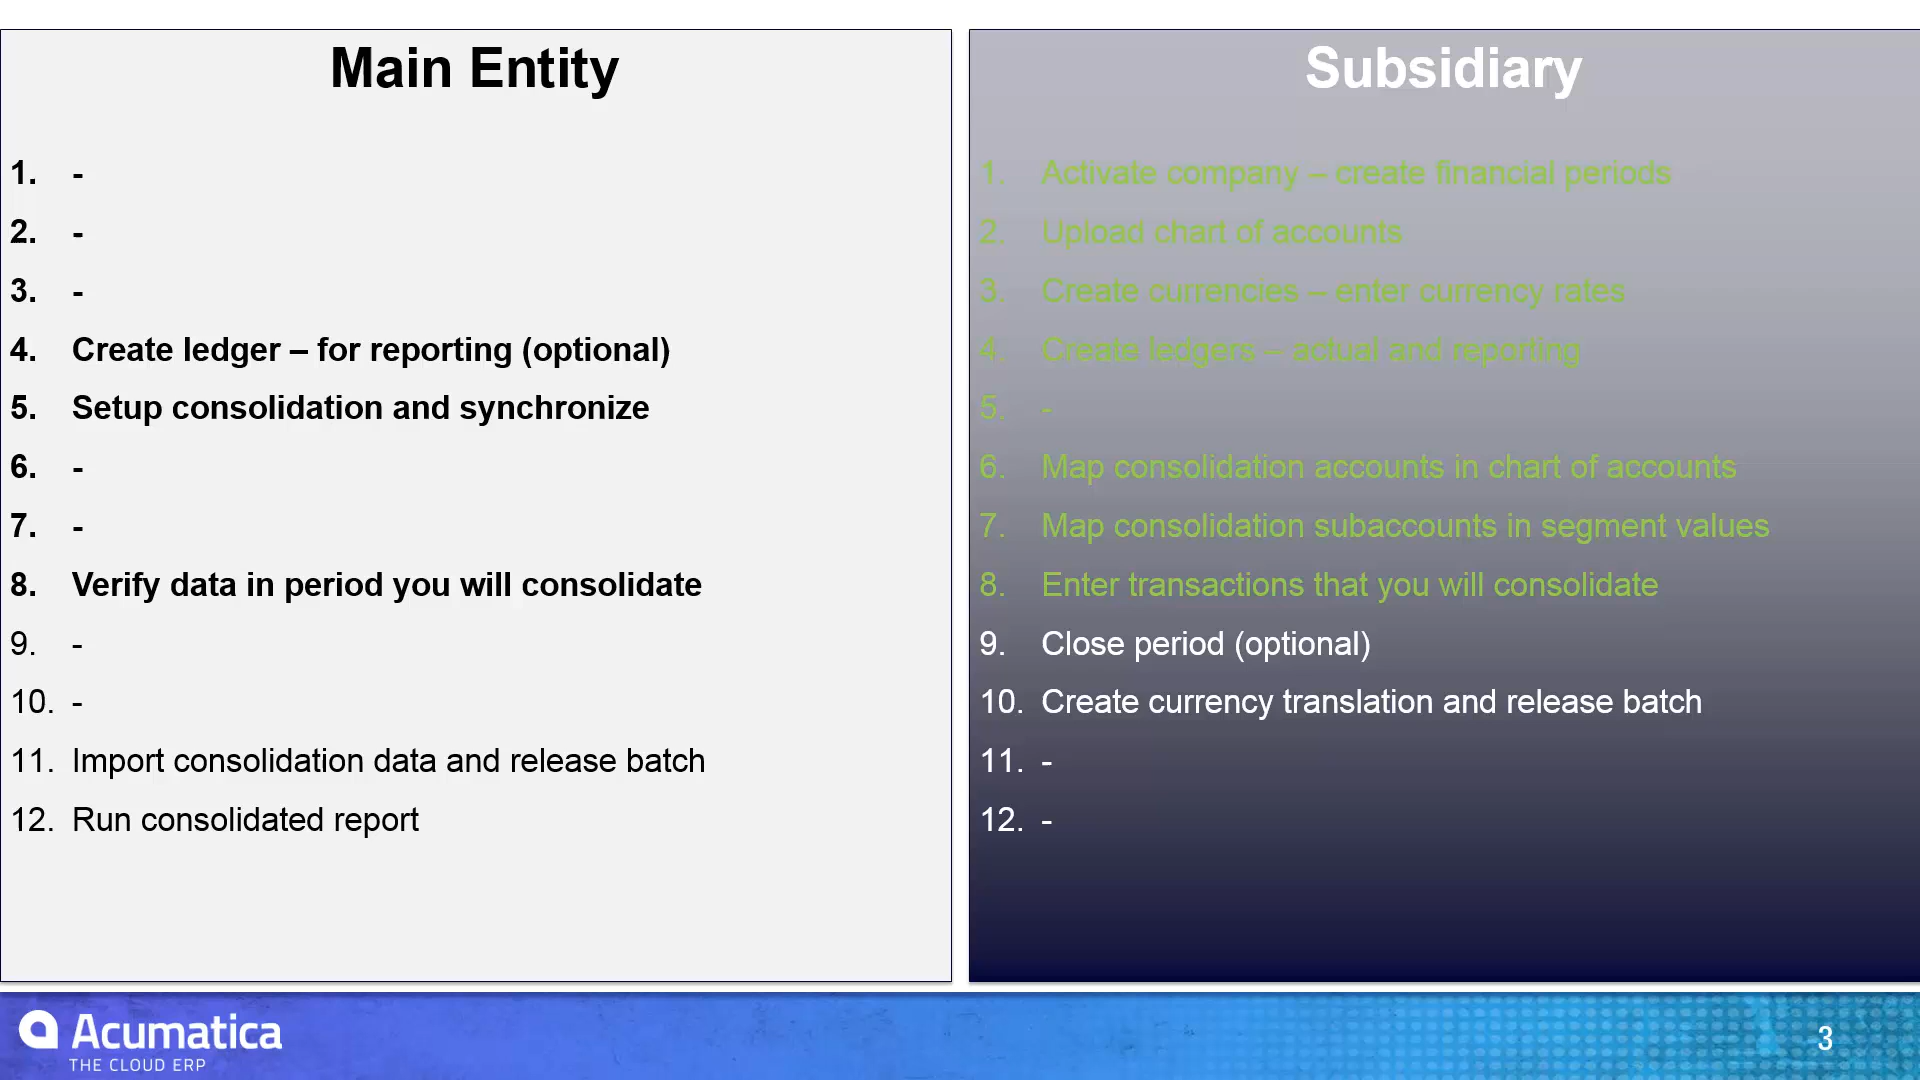 Main Entity
1. -
2. -
3. -
4. Create ledger – for reporting (optional)
5. Setup consolidation and synchronize
6. -
7. -
8. Verify data in period you will consolidate
9. -
10. -
11. Import consolidation data and release batch
12. Run consolidated report
Subsidiary
1. Activate company – create financial periods
2. Upload chart of accounts
3. Create currencies – enter currency rates
4. Create ledgers – actual and reporting
5. -
6. Map consolidation accounts in chart of accounts
7. Map consolidation subaccounts in segment values
8. Enter transactions that you will consolidate
9. Close period (optional)
10. Create currency translation and release batch
11. -
12. -
Acumatica
THE CLOUD ERP
3